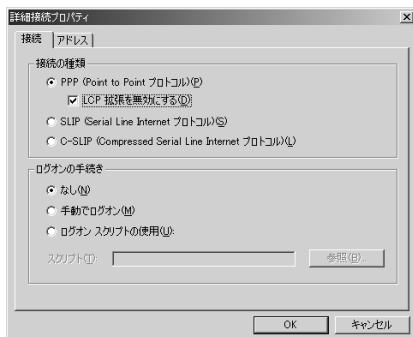 詳細接続プロパティ
接続
アドレス
接続の種類
PPP (Point to Point プロトコル)(P)
LCP 拡張を無効にする(D)
SLIP (Serial Line Internet プロトコル)(S)
C-SLIP (Compressed Serial Line Internet プロトコル)(L)
ログオンの手続き
なし(N)
手動でログオン(M)
ログオン スクリプトの使用(U):
スクリプト(T):
参照(B)...
OK
キャンセル